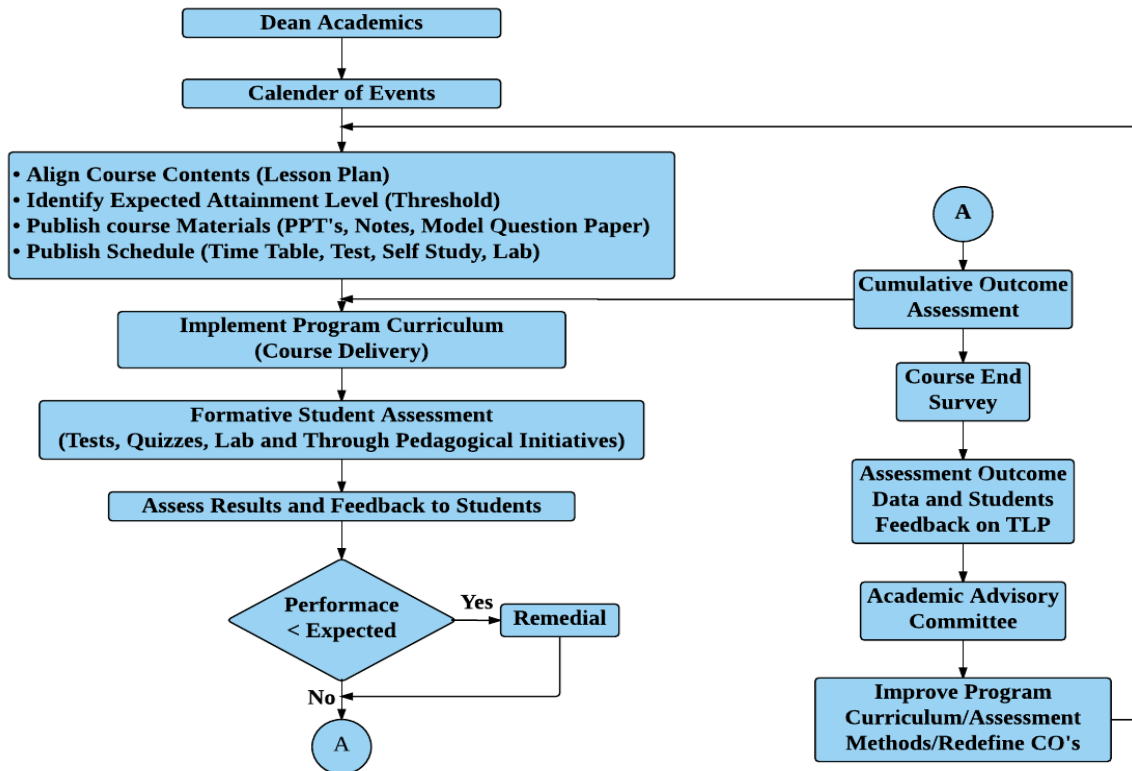 Dean Academics
Calender of Events
• Align Course Contents (Lesson Plan)
• Identify Expected Attainment Level (Threshold)
• Publish course Materials (PPT's, Notes, Model Question Paper)
• Publish Schedule (Time Table, Test, Self Study, Lab)
Implement Program Curriculum
(Course Delivery)
Formative Student Assessment
(Tests, Quizzes, Lab and Through Pedagogical Initiatives)
Assess Results and Feedback to Students
Performace
< Expected
Yes
Remedial
No
A
A
Cumulative Outcome
Assessment
Course End
Survey
Assessment Outcome
Data and Students
Feedback on TLP
Academic Advisory
Committee
Improve Program
Curriculum/Assessment
Methods/Redefine CO's